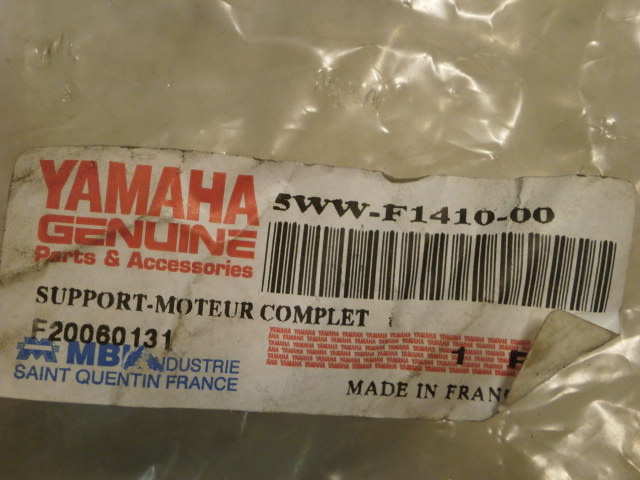 YAMAHA
GENUINE
Parts & Accessories
5WW-F1410-00
SUPPORT-MOTEUR COMPLET
F20060131
MBK INDUSTRIE
SAINT QUENTIN FRANCE
1
MADE IN